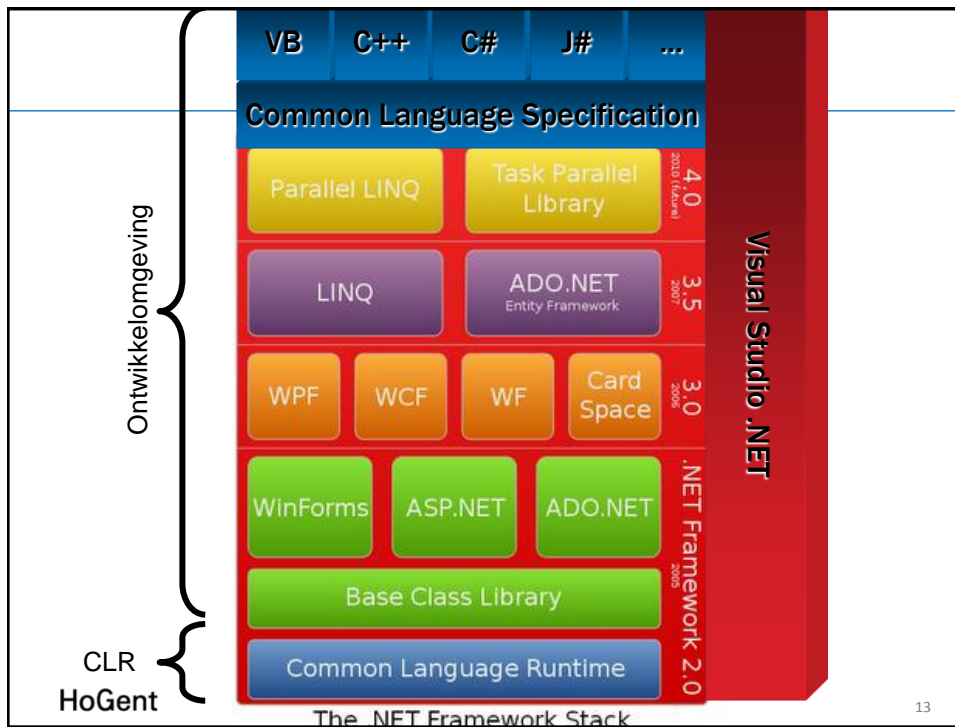 VB C++ C# J# ...
Common Language Specification
Parallel LINQ
Task Parallel
Library
4.0
2010 (future)
LINQ
ADO.NET
Entity Framework
3.5
2007
WPF
WCF
WF
Card
Space
3.0
2006
WinForms
ASP.NET
ADO.NET
Base Class Library
Common Language Runtime
.NET Framework 2.0
2005
The .NET Framework Stack
Visual Studio .NET
Ontwikkelomgeving
CLR
HoGent
13